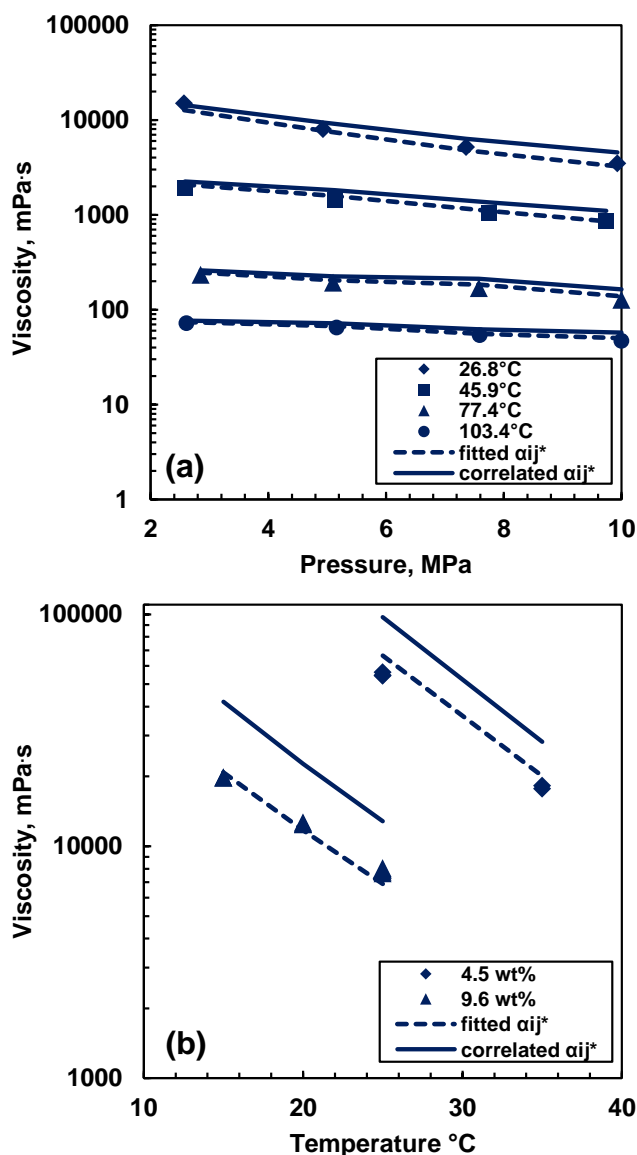 100000
10000
1000
100
10
1
Viscosity, mPa·s
26.8°C
45.9°C
77.4°C
103.4°C
fitted αij*
correlated αij*
(a)
2 4 6 8 10
Pressure, MPa
100000
10000
1000
Viscosity, mPa·s
4.5 wt%
9.6 wt%
fitted αij*
correlated αij*
(b)
10 20 30 40
Temperature °C